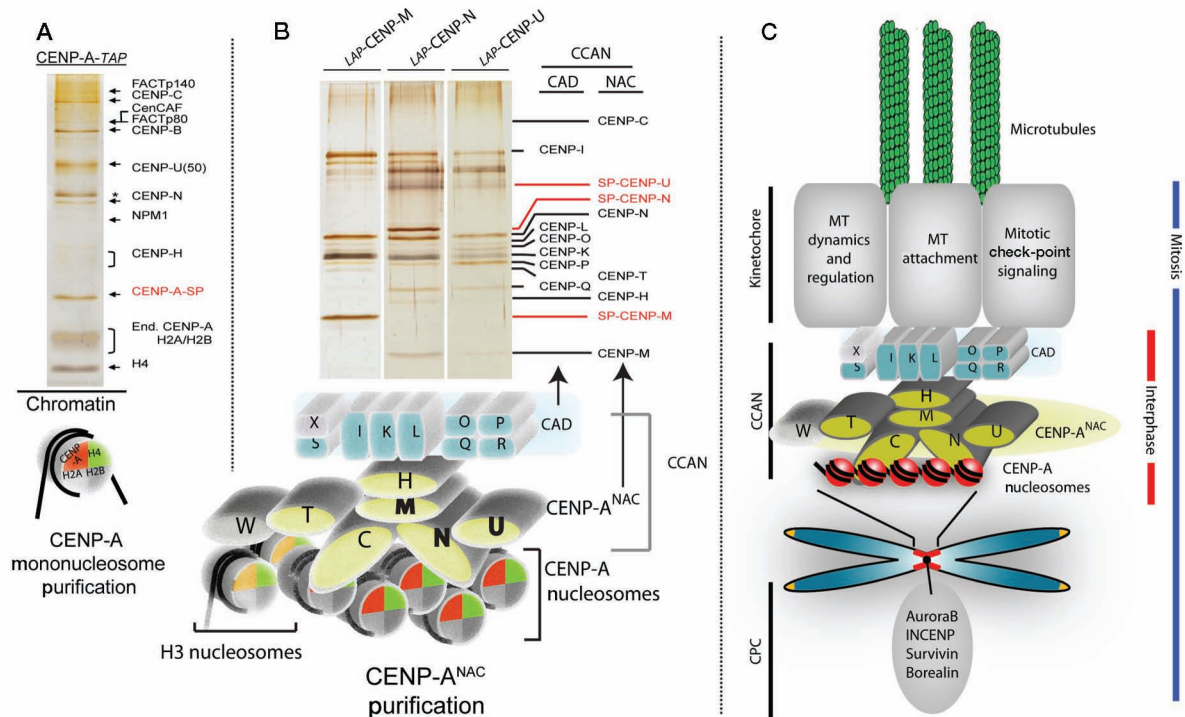 A
CENP-A-TAP
FACTp140
CENP-C
CenCAF
FACTp80
CENP-B
CENP-U(50)
*
CENP-N
NPM1
CENP-H
CENP-A-SP
End. CENP-A
H2A/H2B
H4
Chromatin
CENP
-A
H4
H2A H2B
CENP-A
mononucleosome
purification
B
LAP-CENP-M
LAP-CENP-N
LAP-CENP-U
CCAN
CAD
NAC
CENP-C
CENP-I
SP-CENP-U
SP-CENP-N
CENP-N
CENP-L
CENP-O
CENP-K
CENP-P
CENP-T
CENP-Q
CENP-H
SP-CENP-M
CENP-M
X
S
I
K
L
O
P
Q
R
CAD
CCAN
H
M
W
T
C
N
U
CENP-ANAC
CENP-A
nucleosomes
H3 nucleosomes
CENP-ANAC
purification
C
Microtubules
Kinetochore
MT
dynamics
and
regulation
MT
attachment
Mitotic
check-point
signaling
Mitosis
CCAN
X
S
I
K
L
O
P
Q
R
CAD
H
M
W
T
C
N
U
CENP-ANAC
Interphase
CENP-A
nucleosomes
CPC
AuroraB
INCENP
Survivin
Borealin